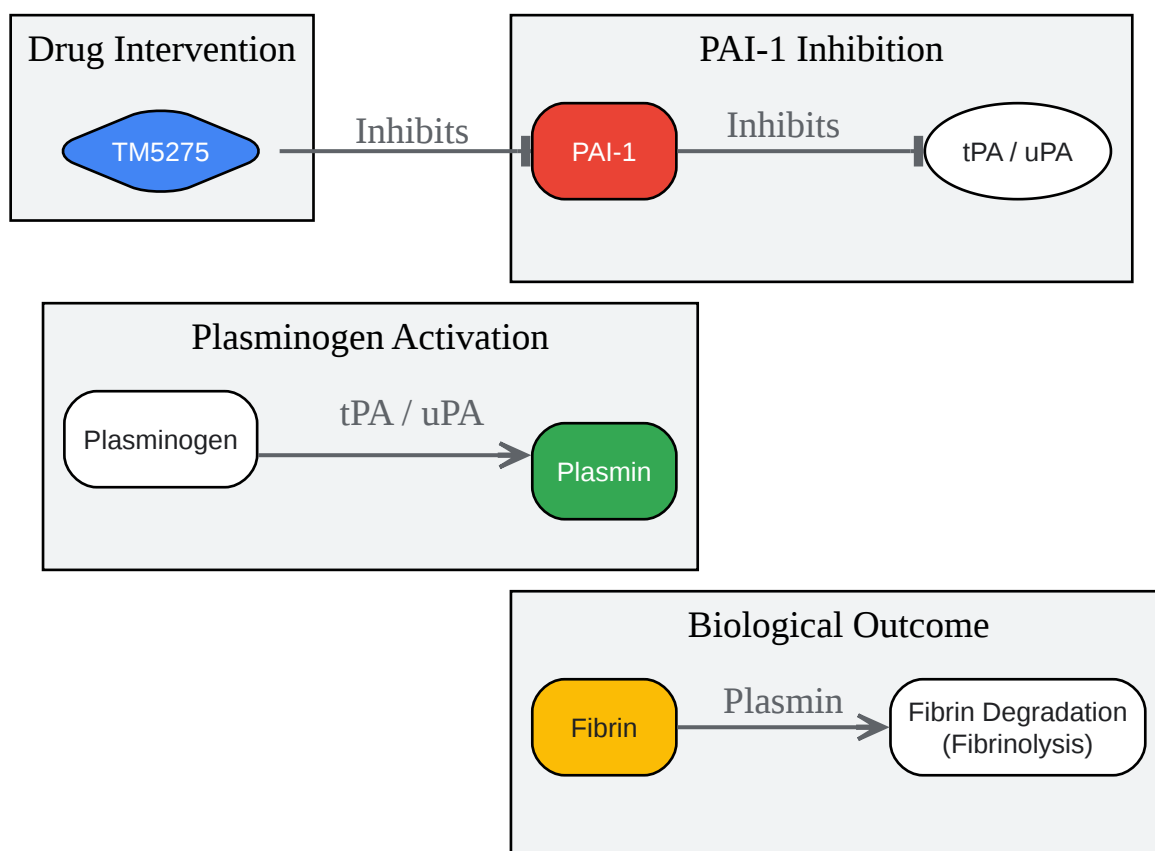 Drug Intervention
PAI-1 Inhibition
TM5275
Inhibits
PAI-1
Inhibits
tPA / uPA
Plasminogen Activation
Plasminogen
tPA / uPA
Plasmin
Biological Outcome
Fibrin
Plasmin
Fibrin Degradation
(Fibrinolysis)